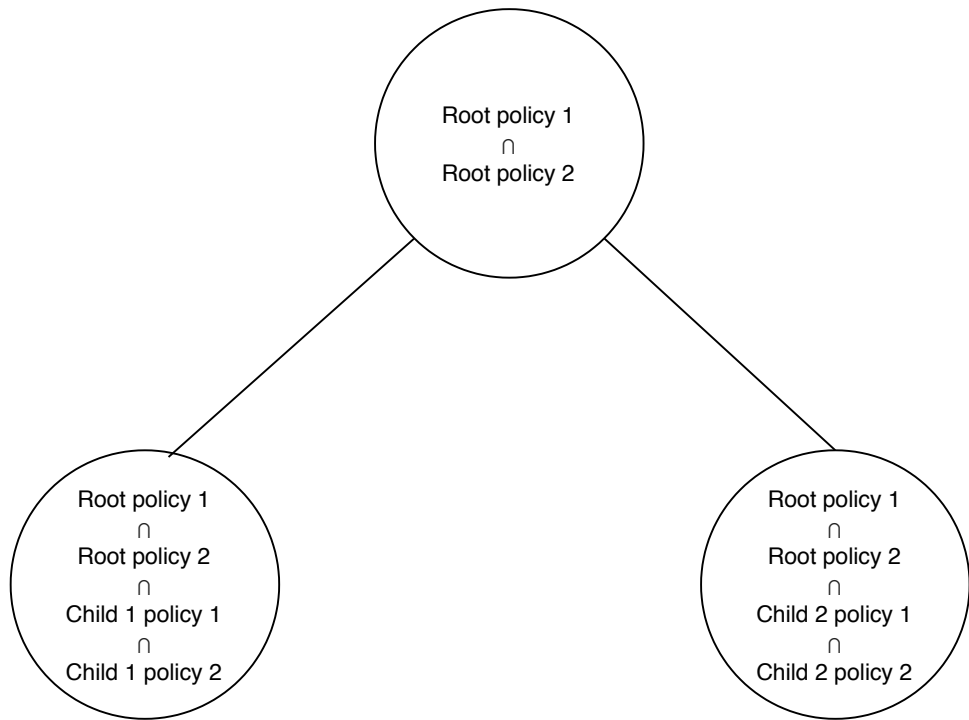 Root policy 1
∩
Root policy 2
Root policy 1
∩
Root policy 2
∩
Child 1 policy 1
∩
Child 1 policy 2
Root policy 1
∩
Root policy 2
∩
Child 2 policy 1
∩
Child 2 policy 2